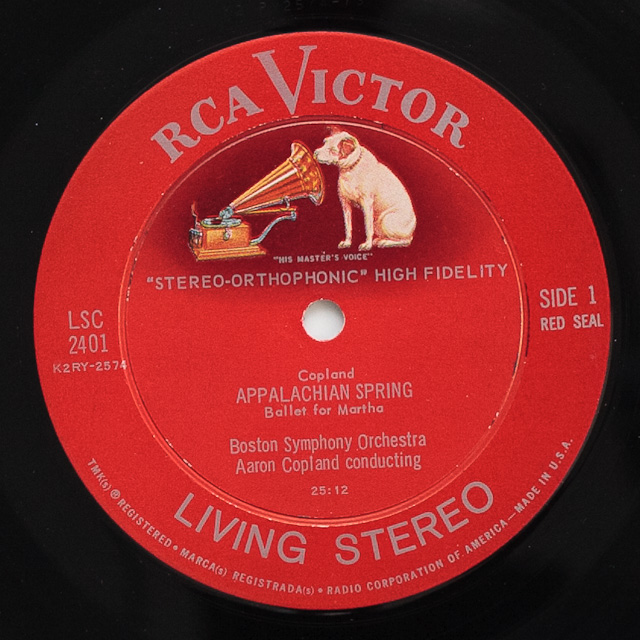 RCA VICTOR
"HIS MASTER'S VOICE"
"STEREO-ORTHOPHONIC" HIGH FIDELITY
LSC
2401
K2RY-2574
SIDE 1
RED SEAL
Copland
APPALACHIAN SPRING
Ballet for Martha
Boston Symphony Orchestra
Aaron Copland conducting
25:12
LIVING STEREO
TMK(s) ® REGISTERED • MARCA(s) REGISTRADA(s) • RADIO CORPORATION OF AMERICA—MADE IN U.S.A.